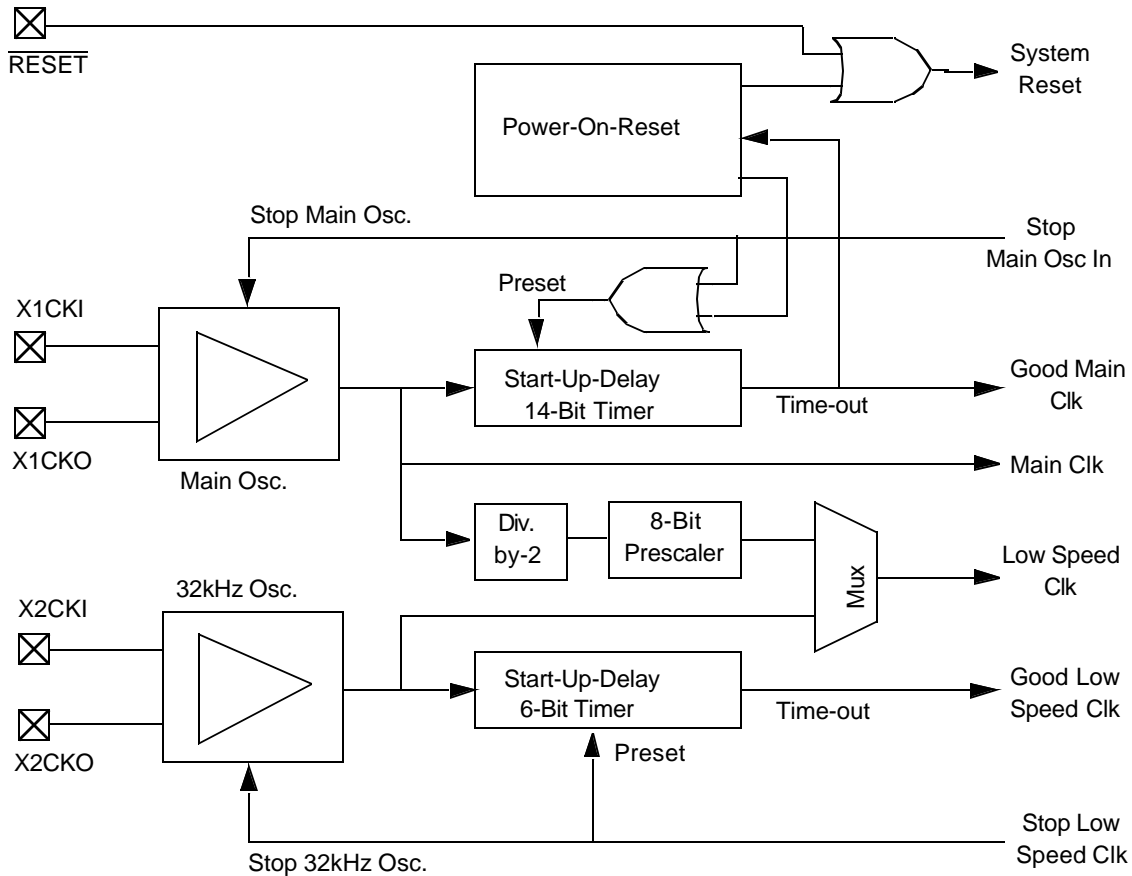 RESET
System
Reset
Power-On-Reset
Stop Main Osc.
Stop
Main Osc In
Preset
X1CKI
Start-Up-Delay
14-Bit Timer
Good Main
Clk
Time-out
X1CKO
Main Osc.
Main Clk
Div.
by-2
8-Bit
Prescaler
Mux
Low Speed
Clk
32kHz Osc.
X2CKI
Start-Up-Delay
6-Bit Timer
Good Low
Speed Clk
Time-out
X2CKO
Preset
Stop 32kHz Osc.
Stop Low
Speed Clk